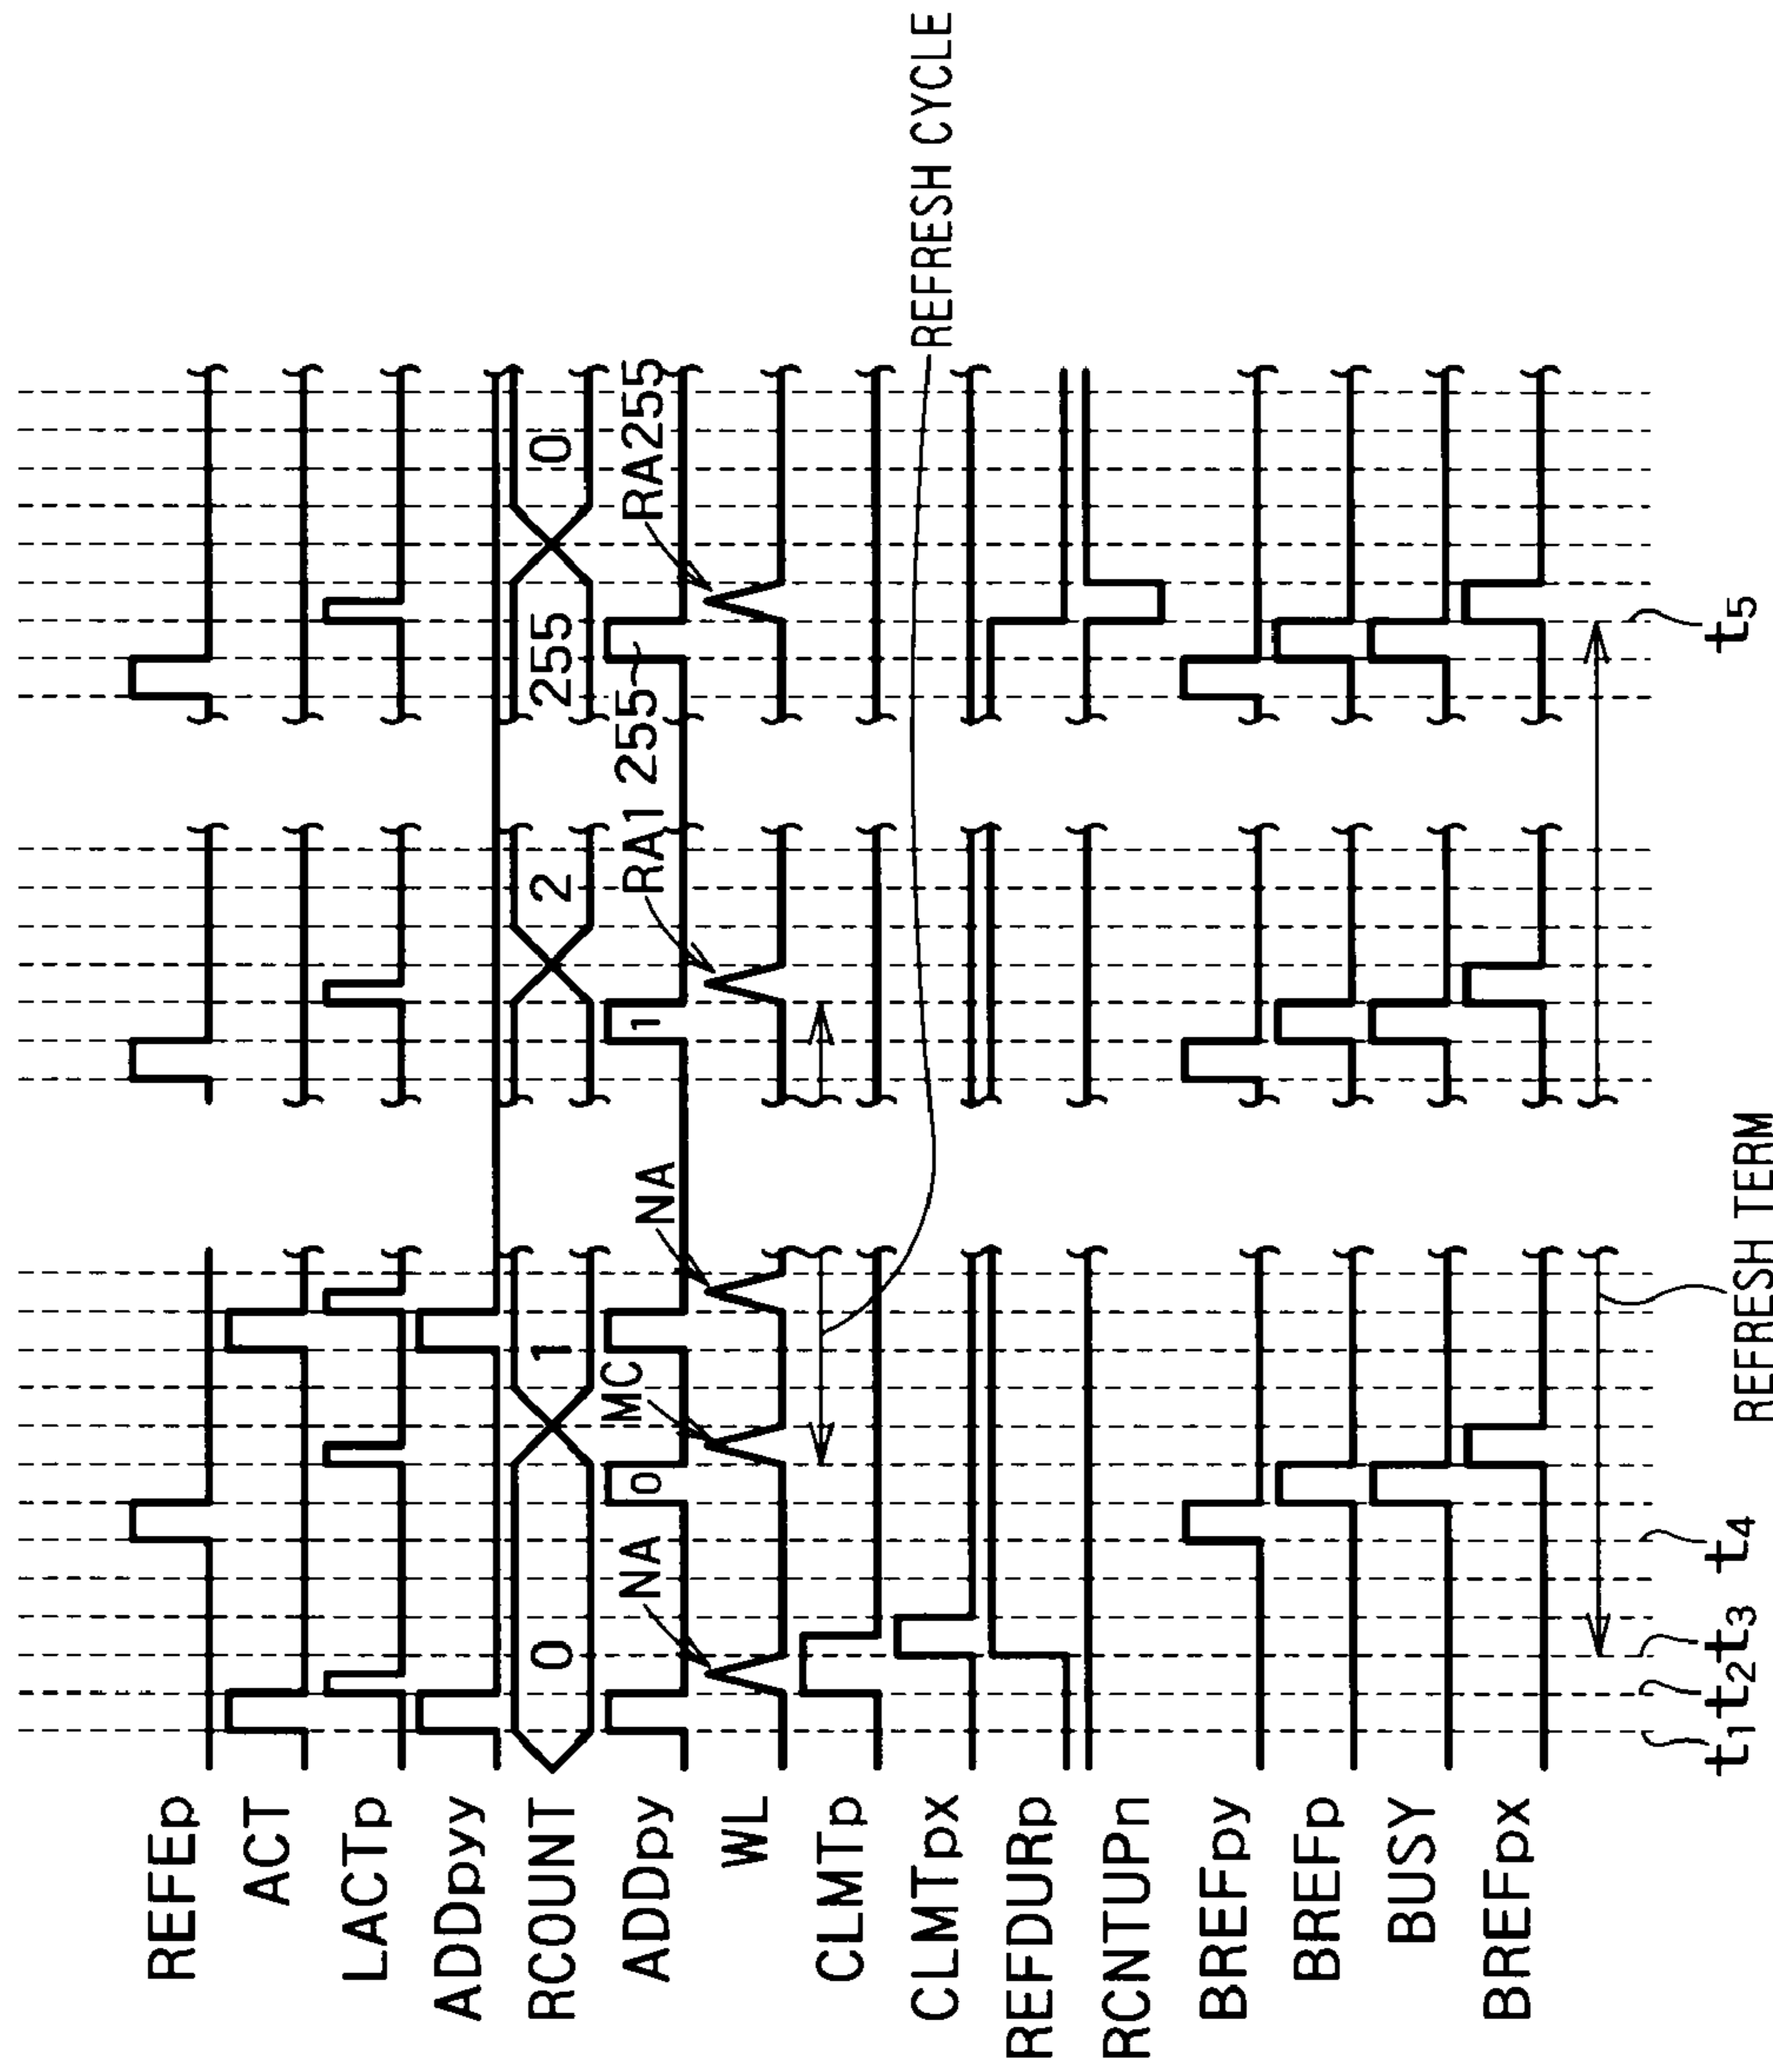 REFEp
ACT
LACTp
ADDpyy
RCOUNT 0 1 2 255 0
ADDpy 0 1 255
WL NA MC NA RA1 RA255
CLMTp
CLMTpx REFRESH CYCLE
REFDURp
RCNTUPn
BREFpy
BREFp
BUSY
BREFpx
t1 t2 t3 t4 t5
REFRESH TERM